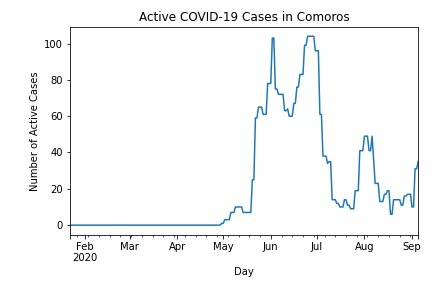 Active COVID-19 Cases in Comoros
Number of Active Cases
100
80
60
40
20
0
Feb Mar Apr May Jun Jul Aug Sep
2020
Day